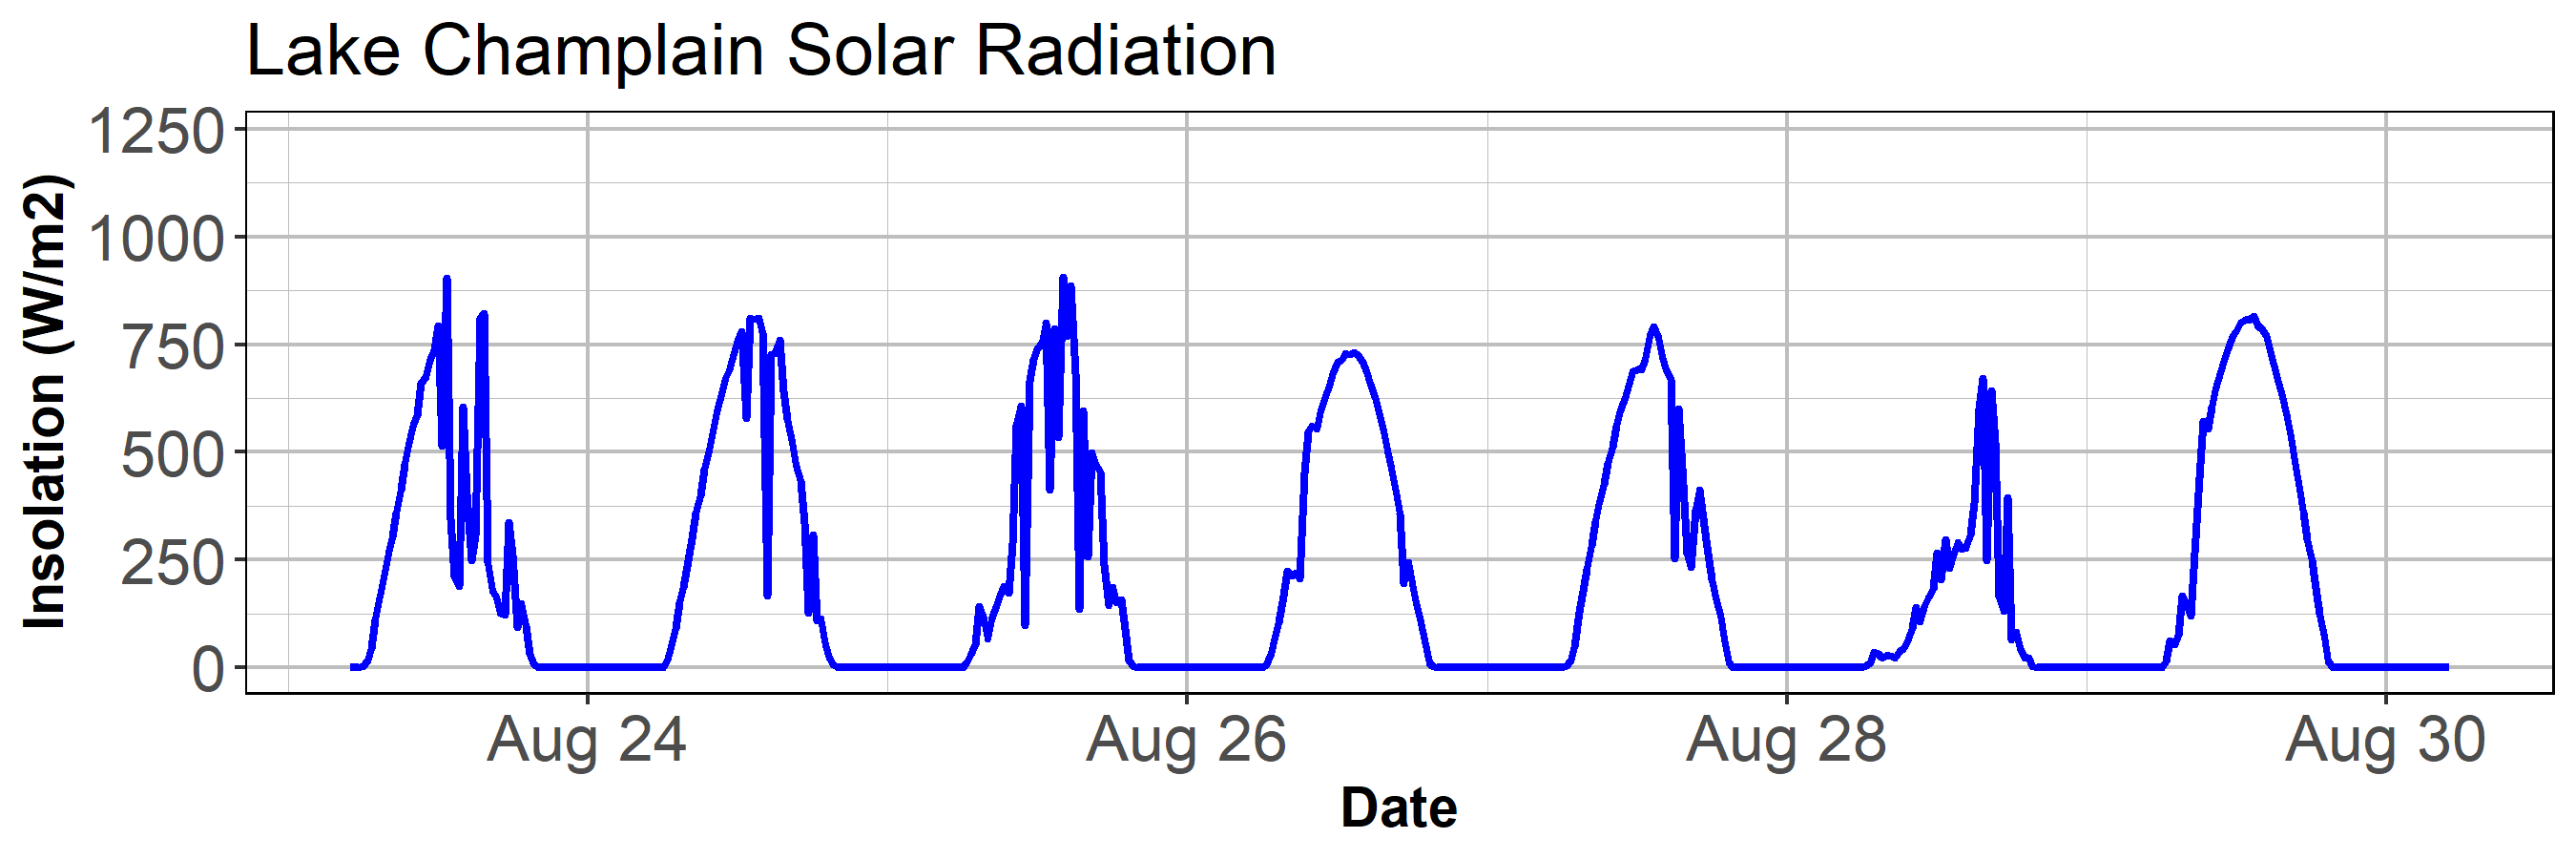 Lake Champlain Solar Radiation
Insolation (W/m2)
1250
1000
750
500
250
0
Aug 24 Aug 26 Aug 28 Aug 30
Date